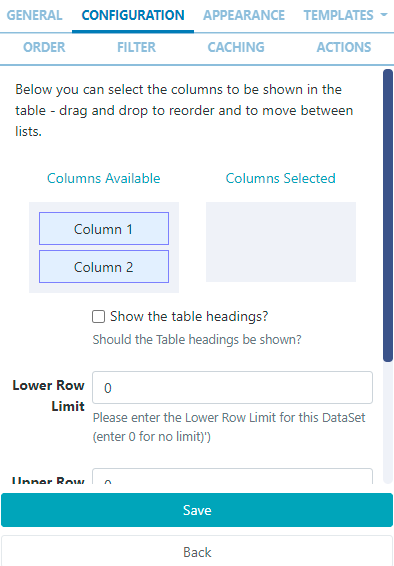 GENERAL CONFIGURATION APPEARANCE TEMPLATES
ORDER FILTER CACHING ACTIONS
Below you can select the columns to be shown in the
table - drag and drop to reorder and to move between
lists.
Columns Available Columns Selected
Column 1
Column 2
Show the table headings?
Should the Table headings be shown?
Lower Row
Limit
0
Please enter the Lower Row Limit for this DataSet
(enter 0 for no limit)')
Upper Row
0
Save
Back